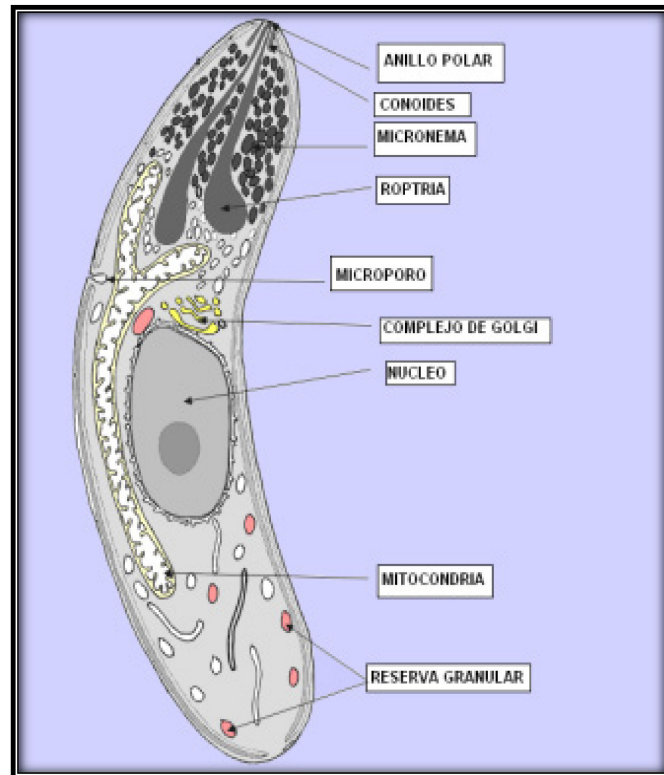 ANILLO POLAR
CONOIDES
MICRONEMA
ROPTRIA
MICROPORO
COMPLEJO DE GOLGI
NUCLEO
MITOCONDRIA
RESERVA GRANULAR